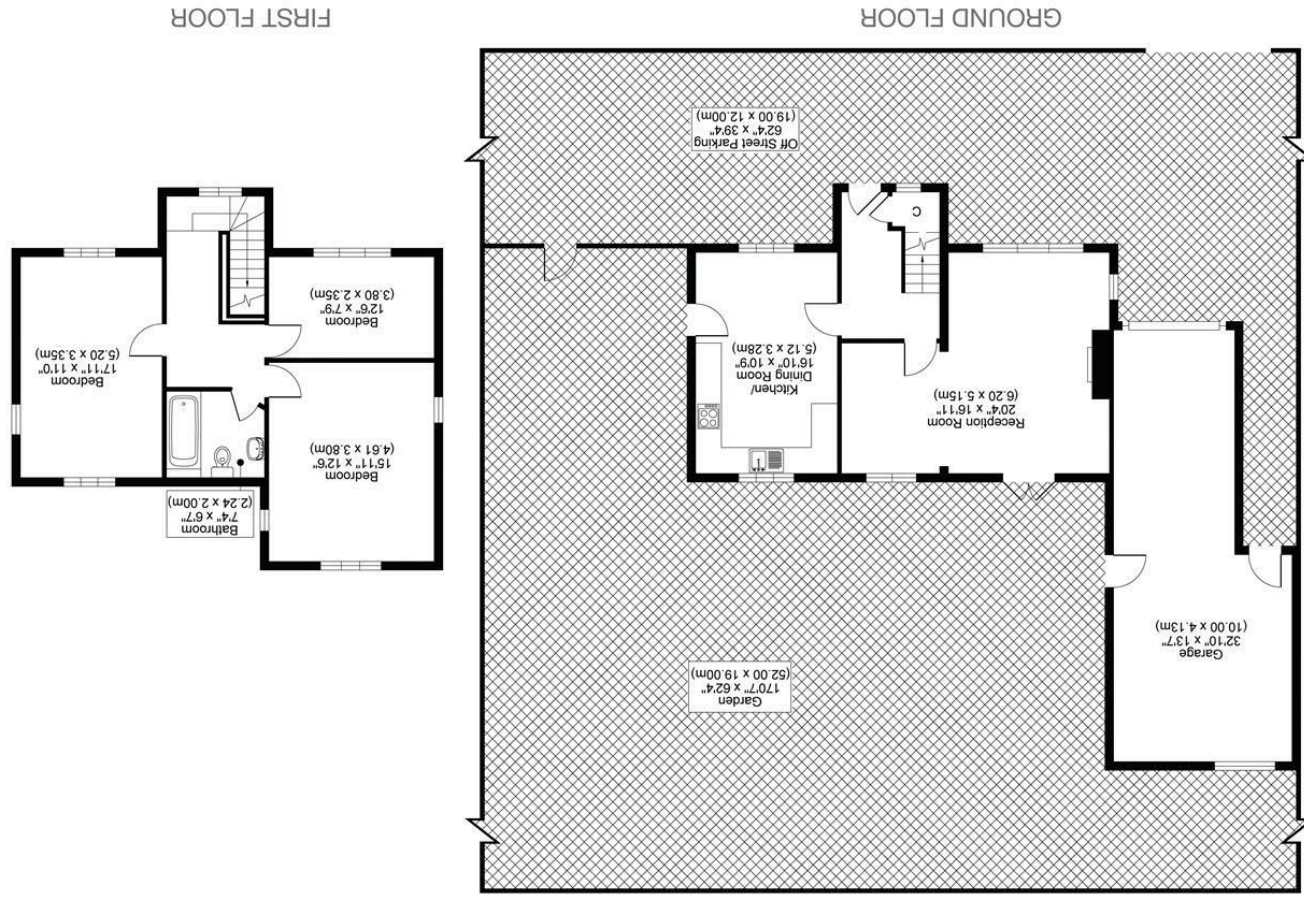 Garage
32'10" x 13'7"
(10.00 x 4.13m)
Garden
170'7" x 62'4"
(52.00 x 19.00m)
Reception Room
20'4" x 16'11"
(6.20 x 5.15m)
Kitchen/
Dining Room
16'10" x 10'9"
(5.12 x 3.28m)
C
Off Street Parking
62'4" x 39'4
(19.00 x 12.00m)
GROUND FLOOR
Bedroom
15'11" x 12'6"
(4.61 x 3.80m)
Bathroom
7'4" x 6'7"
(2.24 x 2.00m)
Bedroom
17'11" x 11'0"
(5.20 x 3.35m)
Bedroom
12'6" x 7'9"
(3.80 x 2.35m)
FIRST FLOOR